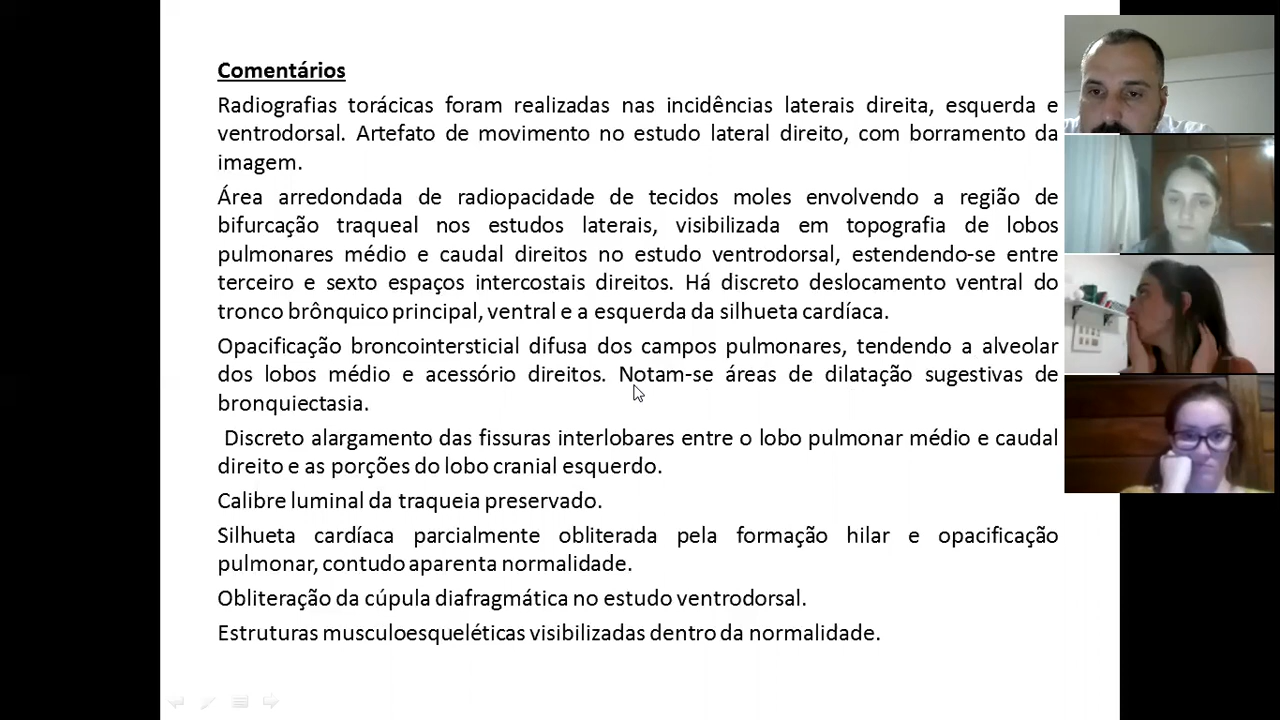 Comentários
Radiografias torácicas foram realizadas nas incidências laterais direita, esquerda e
ventrodorsal. Artefato de movimento no estudo lateral direito, com borramento da
imagem.
Área arredondada de radiopacidade de tecidos moles envolvendo a região de
bifurcação traqueal nos estudos laterais, visibilizada em topografia de lobos
pulmonares médio e caudal direitos no estudo ventrodorsal, estendendo-se entre
terceiro e sexto espaços intercostais direitos. Há discreto deslocamento ventral do
tronco brônquico principal, ventral e a esquerda da silhueta cardíaca.
Opacificação broncointersticial difusa dos campos pulmonares, tendendo a alveolar
dos lobos médio e acessório direitos. Notam-se áreas de dilatação sugestivas de
bronquiectasia.
Discreto alargamento das fissuras interlobares entre o lobo pulmonar médio e caudal
direito e as porções do lobo cranial esquerdo.
Calibre luminal da traqueia preservado.
Silhueta cardíaca parcialmente obliterada pela formação hilar e opacificação
pulmonar, contudo aparenta normalidade.
Obliteração da cúpula diafragmática no estudo ventrodorsal.
Estruturas musculoesqueléticas visibilizadas dentro da normalidade.